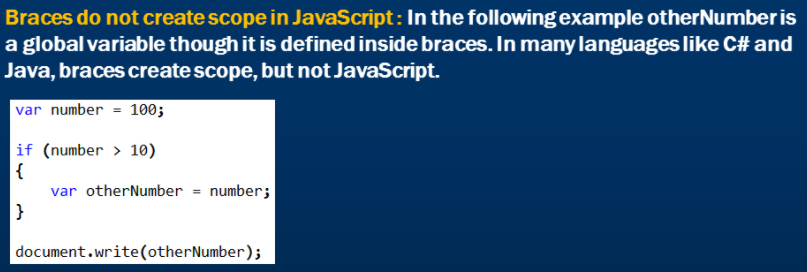 Braces do not create scope in JavaScript : In the following example otherNumber is
a global variable though it is defined inside braces. In many languages like C# and
Java, braces create scope, but not JavaScript.
var number = 100;
if (number > 10)
{
    var otherNumber = number;
}
document.write(otherNumber);